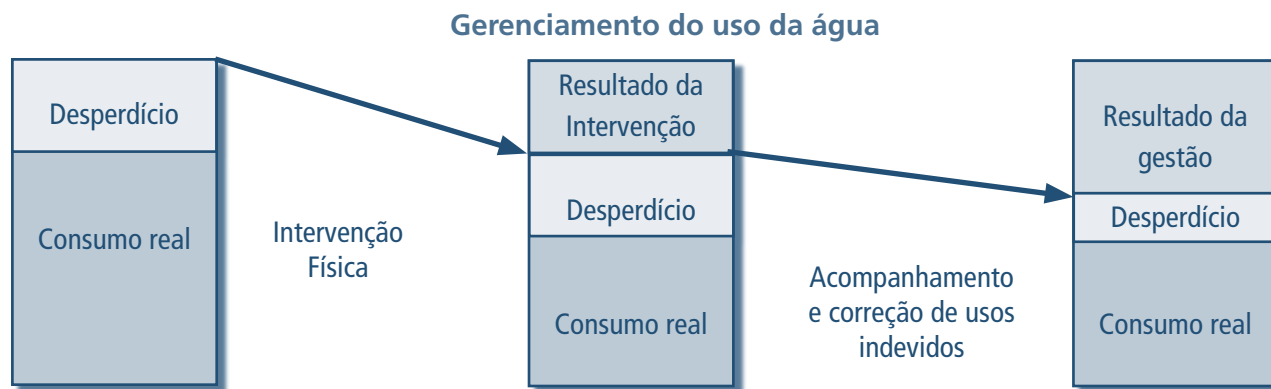 Gerenciamento do uso da água
Desperdício
Consumo real
Intervenção
Física
Resultado da
Intervenção
Desperdício
Consumo real
Acompanhamento
e correção de usos
indevidos
Resultado da
gestão
Desperdício
Consumo real